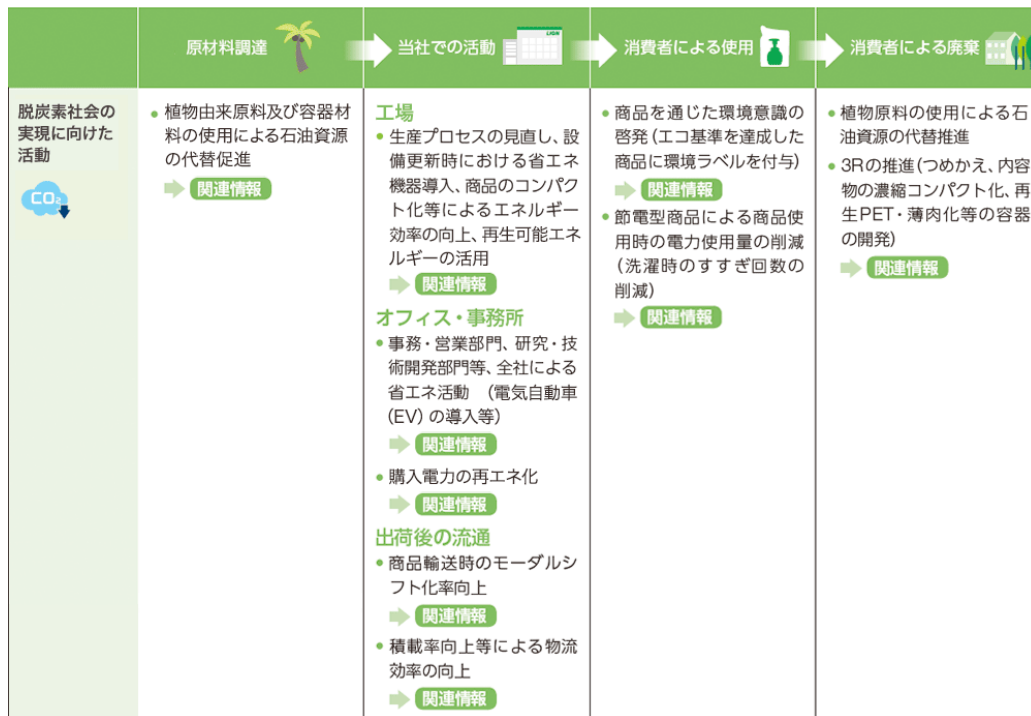 原材料調達
当社での活動
LION
消費者による使用
消費者による廃棄
脱炭素社会の
実現に向けた
活動
CO₂
• 植物由来原料及び容器材
料の使用による石油資源
の代替促進
関連情報
工場
• 生産プロセスの見直し、設
備更新時における省エネ
機器導入、商品のコンパク
ト化等によるエネルギー
効率の向上、再生可能エネ
ルギーの活用
関連情報
オフィス・事務所
• 事務・営業部門、研究・技
術開発部門等、全社による
省エネ活動 (電気自動車
(EV) の導入等)
関連情報
• 購入電力の再エネ化
関連情報
出荷後の流通
• 商品輸送時のモーダルシ
フト化率向上
関連情報
• 積載率向上等による物流
効率の向上
関連情報
• 商品を通じた環境意識の
啓発(エコ基準を達成した
商品に環境ラベルを付与)
関連情報
• 節電型商品による商品使
用時の電力使用量の削減
(洗濯時のすすぎ回数の
削減)
関連情報
• 植物原料の使用による石
油資源の代替推進
• 3Rの推進(つめかえ、内容
物の濃縮コンパクト化、再
生PET・薄肉化等の容器
の開発)
関連情報